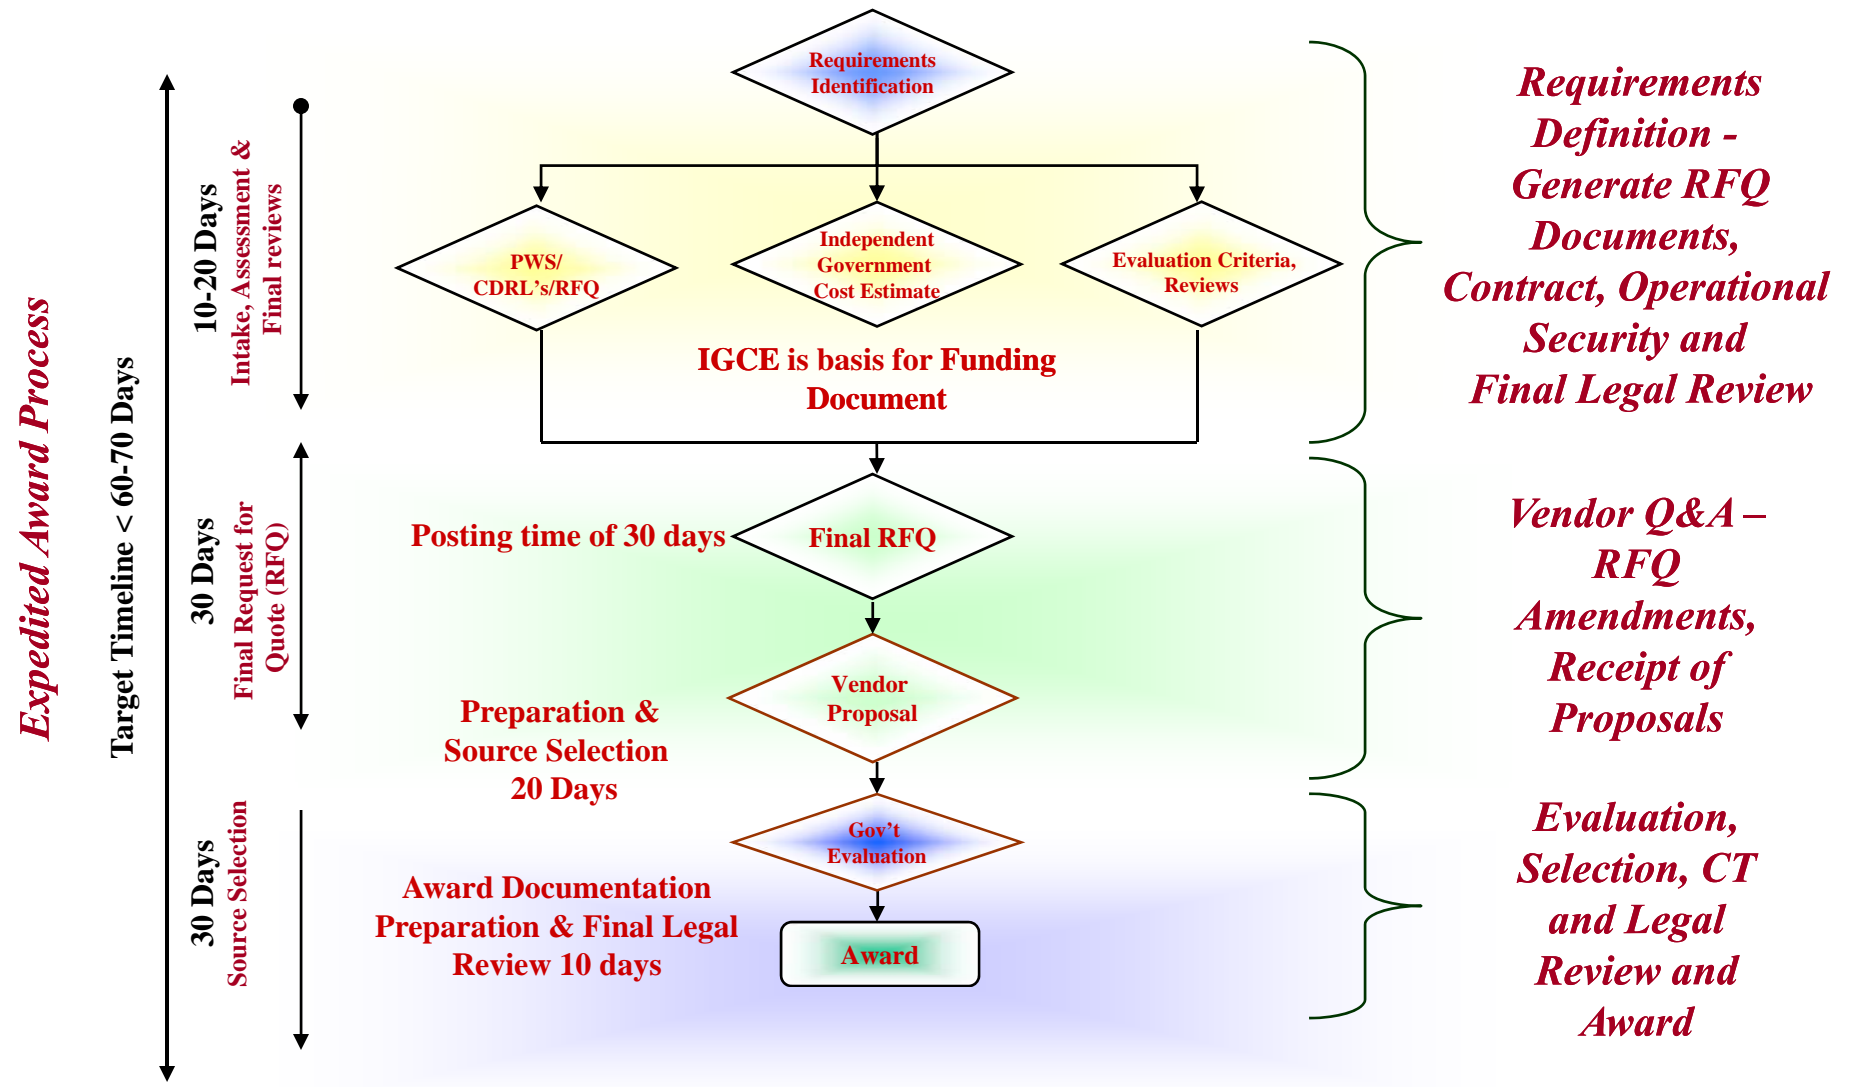 Expedited Award Process
Target Timeline < 60-70 Days
10-20 Days
Intake, Assessment &
Final reviews
30 Days
Final Request for
Quote (RFQ)
30 Days
Source Selection
Requirements
Identification
PWS/
CDRL's/RFQ
Independent
Government
Cost Estimate
Evaluation Criteria,
Reviews
IGCE is basis for Funding
Document
Posting time of 30 days
Final RFQ
Vendor
Proposal
Preparation &
Source Selection
20 Days
Gov't
Evaluation
Award Documentation
Preparation & Final Legal
Review 10 days
Award
Requirements
Definition -
Generate RFQ
Documents,
Contract, Operational
Security and
Final Legal Review
Vendor Q&A –
RFQ
Amendments,
Receipt of
Proposals
Evaluation,
Selection, CT
and Legal
Review and
Award